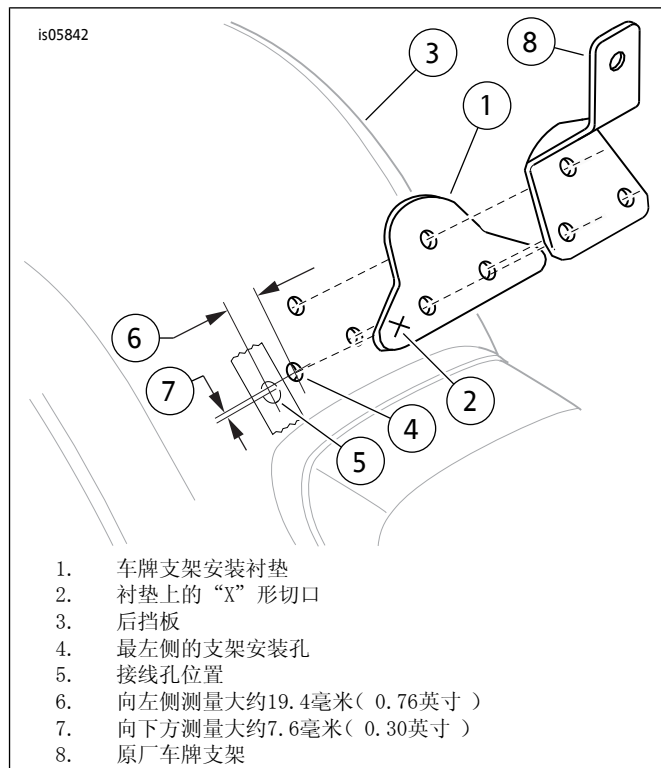 is05842
8
3
1
6
7
2
4
5
1. 车牌支架安装衬垫
2. 衬垫上的“X”形切口
3. 后挡板
4. 最左侧的支架安装孔
5. 接线孔位置
6. 向左侧测量大约19.4毫米( 0.76英寸 )
7. 向下方测量大约7.6毫米( 0.30英寸 )
8. 原厂车牌支架